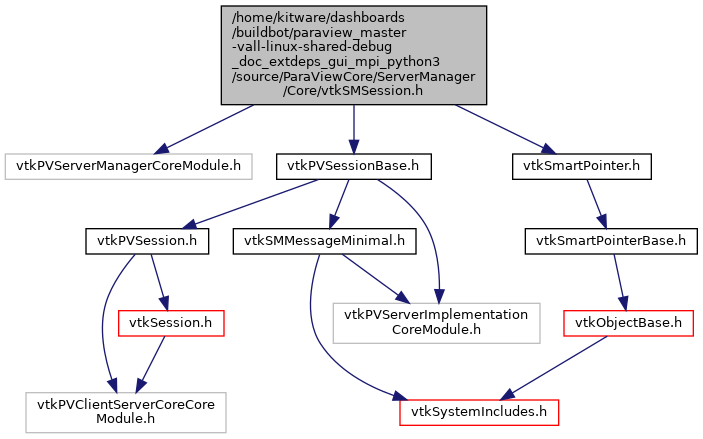 /home/kitware/dashboards
/buildbot/paraview_master
-vall-linux-shared-debug
_doc_extdeps_gui_mpi_python3
/source/ParaViewCore/ServerManager
/Core/vtkSMSession.h
vtkPVServerManagerCoreModule.h
vtkPVSessionBase.h
vtkSmartPointer.h
vtkPVSession.h
vtkSMMessageMinimal.h
vtkSmartPointerBase.h
vtkSession.h
vtkPVServerImplementation
CoreModule.h
vtkObjectBase.h
vtkPVClientServerCoreCore
Module.h
vtkSystemIncludes.h